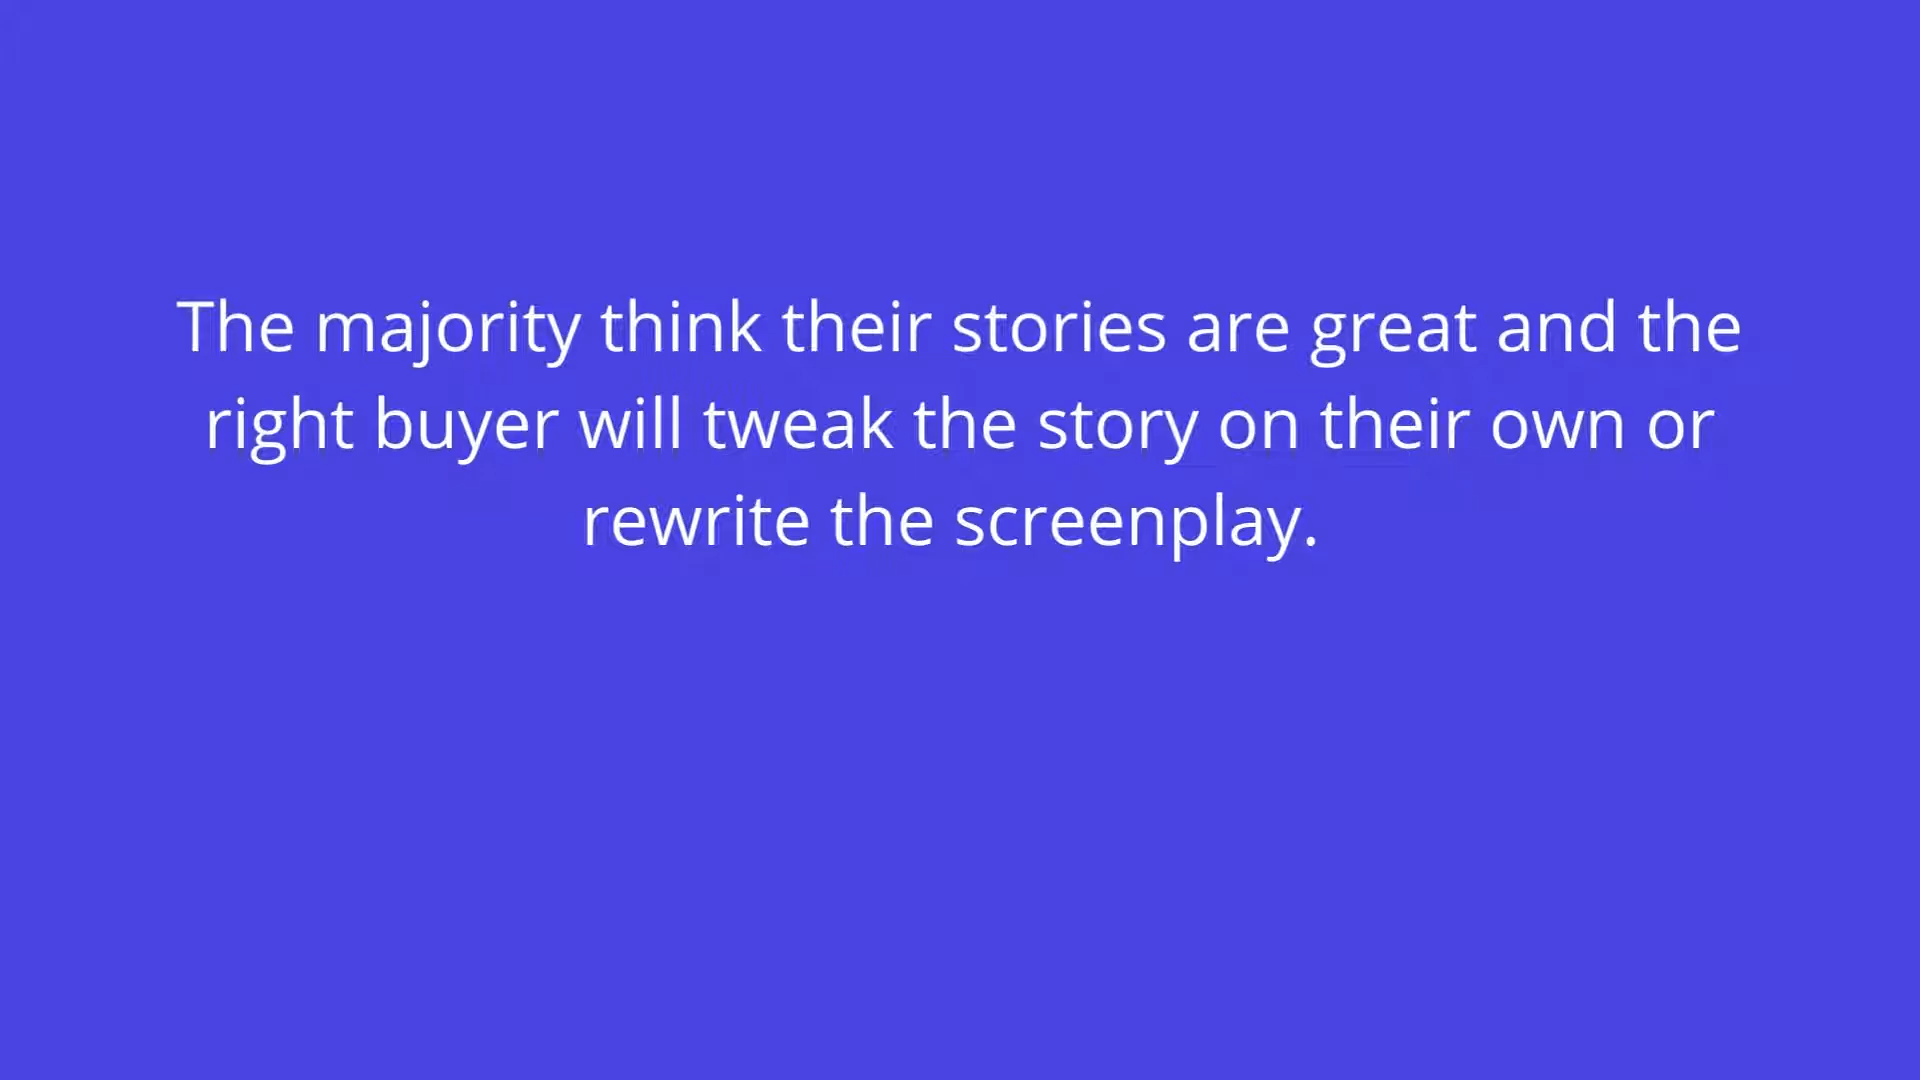 The majority think their stories are great and the
right buyer will tweak the story on their own or
rewrite the screenplay.